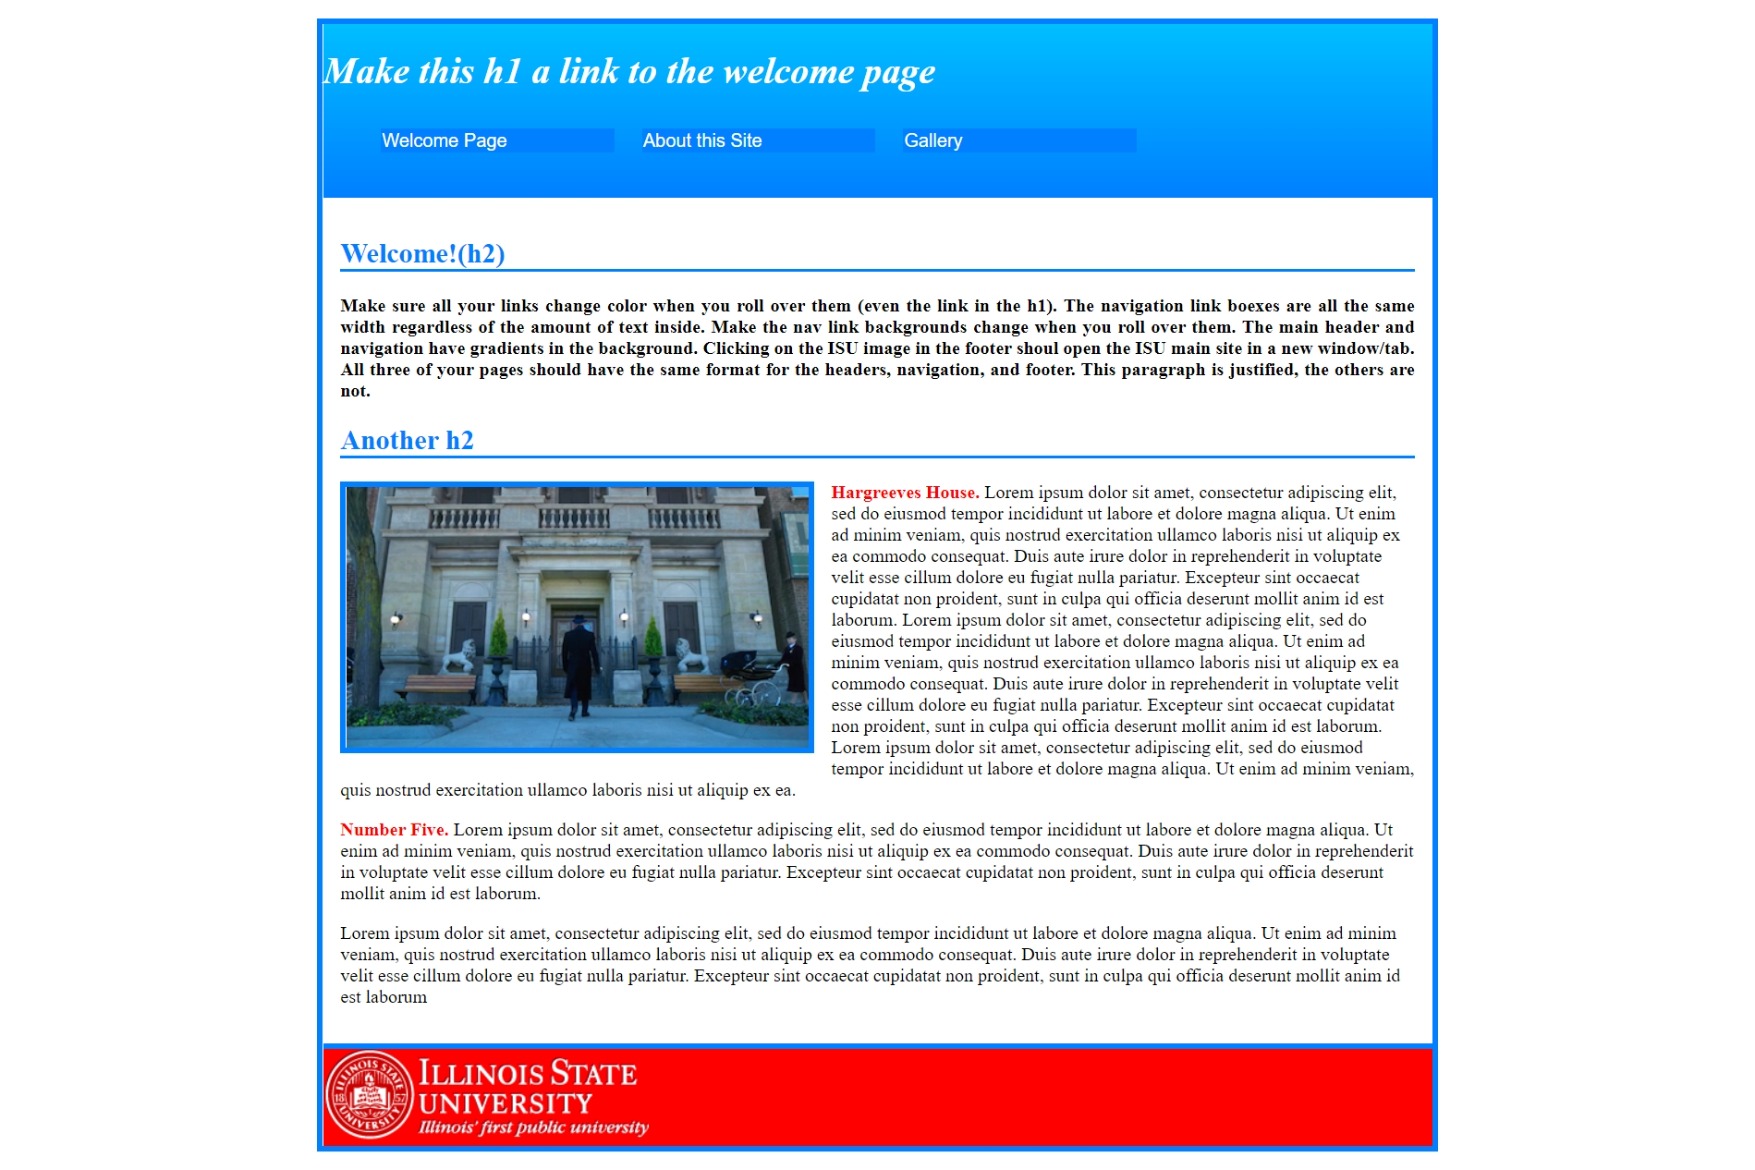 Make this h1 a link to the welcome page
Welcome Page
About this Site
Gallery
Welcome!(h2)
Make sure all your links change color when you roll over them (even the link in the h1). The navigation link boexes are all the same
width regardless of the amount of text inside. Make the nav link backgrounds change when you roll over them. The main header and
navigation have gradients in the background. Clicking on the ISU image in the footer shoul open the ISU main site in a new window/tab.
All three of your pages should have the same format for the headers, navigation, and footer. This paragraph is justified, the others are
not.
Another h2
Hargreeves House. Lorem ipsum dolor sit amet, consectetur adipiscing elit,
sed do eiusmod tempor incididunt ut labore et dolore magna aliqua. Ut enim
ad minim veniam, quis nostrud exercitation ullamco laboris nisi ut aliquip ex
ea commodo consequat. Duis aute irure dolor in reprehenderit in voluptate
velit esse cillum dolore eu fugiat nulla pariatur. Excepteur sint occaecat
cupidatat non proident, sunt in culpa qui officia deserunt mollit anim id est
laborum. Lorem ipsum dolor sit amet, consectetur adipiscing elit, sed do
eiusmod tempor incididunt ut labore et dolore magna aliqua. Ut enim ad
minim veniam, quis nostrud exercitation ullamco laboris nisi ut aliquip ex ea
commodo consequat. Duis aute irure dolor in reprehenderit in voluptate velit
esse cillum dolore eu fugiat nulla pariatur. Excepteur sint occaecat cupidatat
non proident, sunt in culpa qui officia deserunt mollit anim id est laborum.
Lorem ipsum dolor sit amet, consectetur adipiscing elit, sed do eiusmod
tempor incididunt ut labore et dolore magna aliqua. Ut enim ad minim veniam,
quis nostrud exercitation ullamco laboris nisi ut aliquip ex ea.
Number Five. Lorem ipsum dolor sit amet, consectetur adipiscing elit, sed do eiusmod tempor incididunt ut labore et dolore magna aliqua. Ut
enim ad minim veniam, quis nostrud exercitation ullamco laboris nisi ut aliquip ex ea commodo consequat. Duis aute irure dolor in reprehenderit
in voluptate velit esse cillum dolore eu fugiat nulla pariatur. Excepteur sint occaecat cupidatat non proident, sunt in culpa qui officia deserunt
mollit anim id est laborum.
Lorem ipsum dolor sit amet, consectetur adipiscing elit, sed do eiusmod tempor incididunt ut labore et dolore magna aliqua. Ut enim ad minim
veniam, quis nostrud exercitation ullamco laboris nisi ut aliquip ex ea commodo consequat. Duis aute irure dolor in reprehenderit in voluptate
velit esse cillum dolore eu fugiat nulla pariatur. Excepteur sint occaecat cupidatat non proident, sunt in culpa qui officia deserunt mollit anim id
est laborum
ILLINOIS STATE
UNIVERSITY
18 57
ILLINOIS STATE
UNIVERSITY
Illinois' first public university